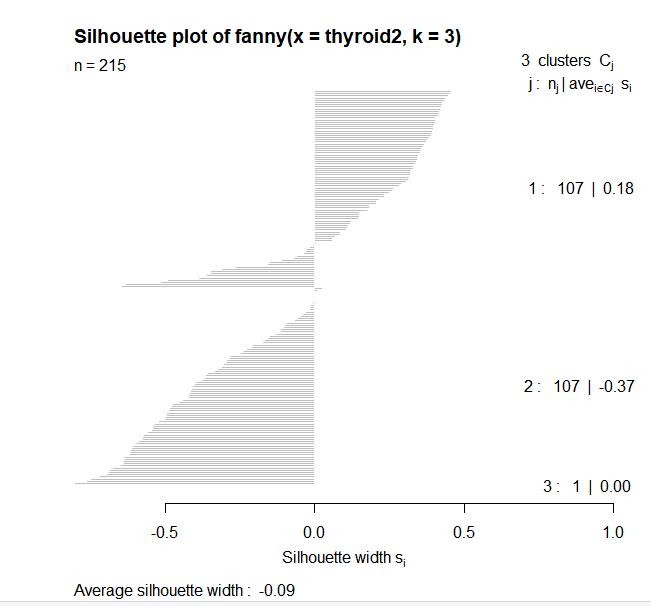 Silhouette plot of fanny(x = thyroid2, k = 3)
n = 215
3 clusters Cj
j : nj | avei∈Cj si
1 : 107 | 0.18
2 : 107 | -0.37
3 : 1 | 0.00
-0.5 0.0 0.5 1.0
Silhouette width si
Average silhouette width : -0.09